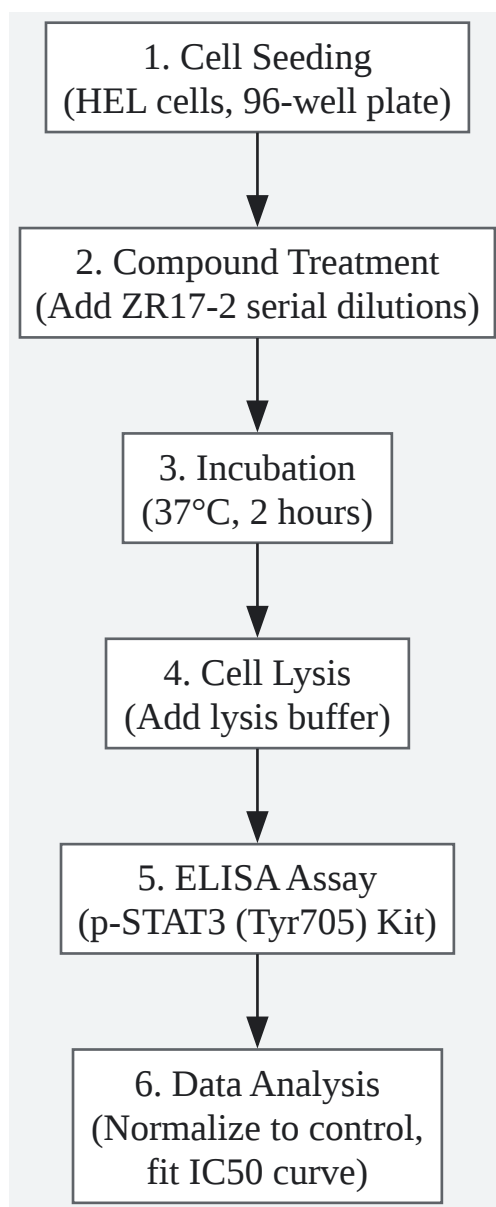 1. Cell Seeding
(HEL cells, 96-well plate)
2. Compound Treatment
(Add ZR17-2 serial dilutions)
3. Incubation
(37°C, 2 hours)
4. Cell Lysis
(Add lysis buffer)
5. ELISA Assay
(p-STAT3 (Tyr705) Kit)
6. Data Analysis
(Normalize to control,
fit IC50 curve)